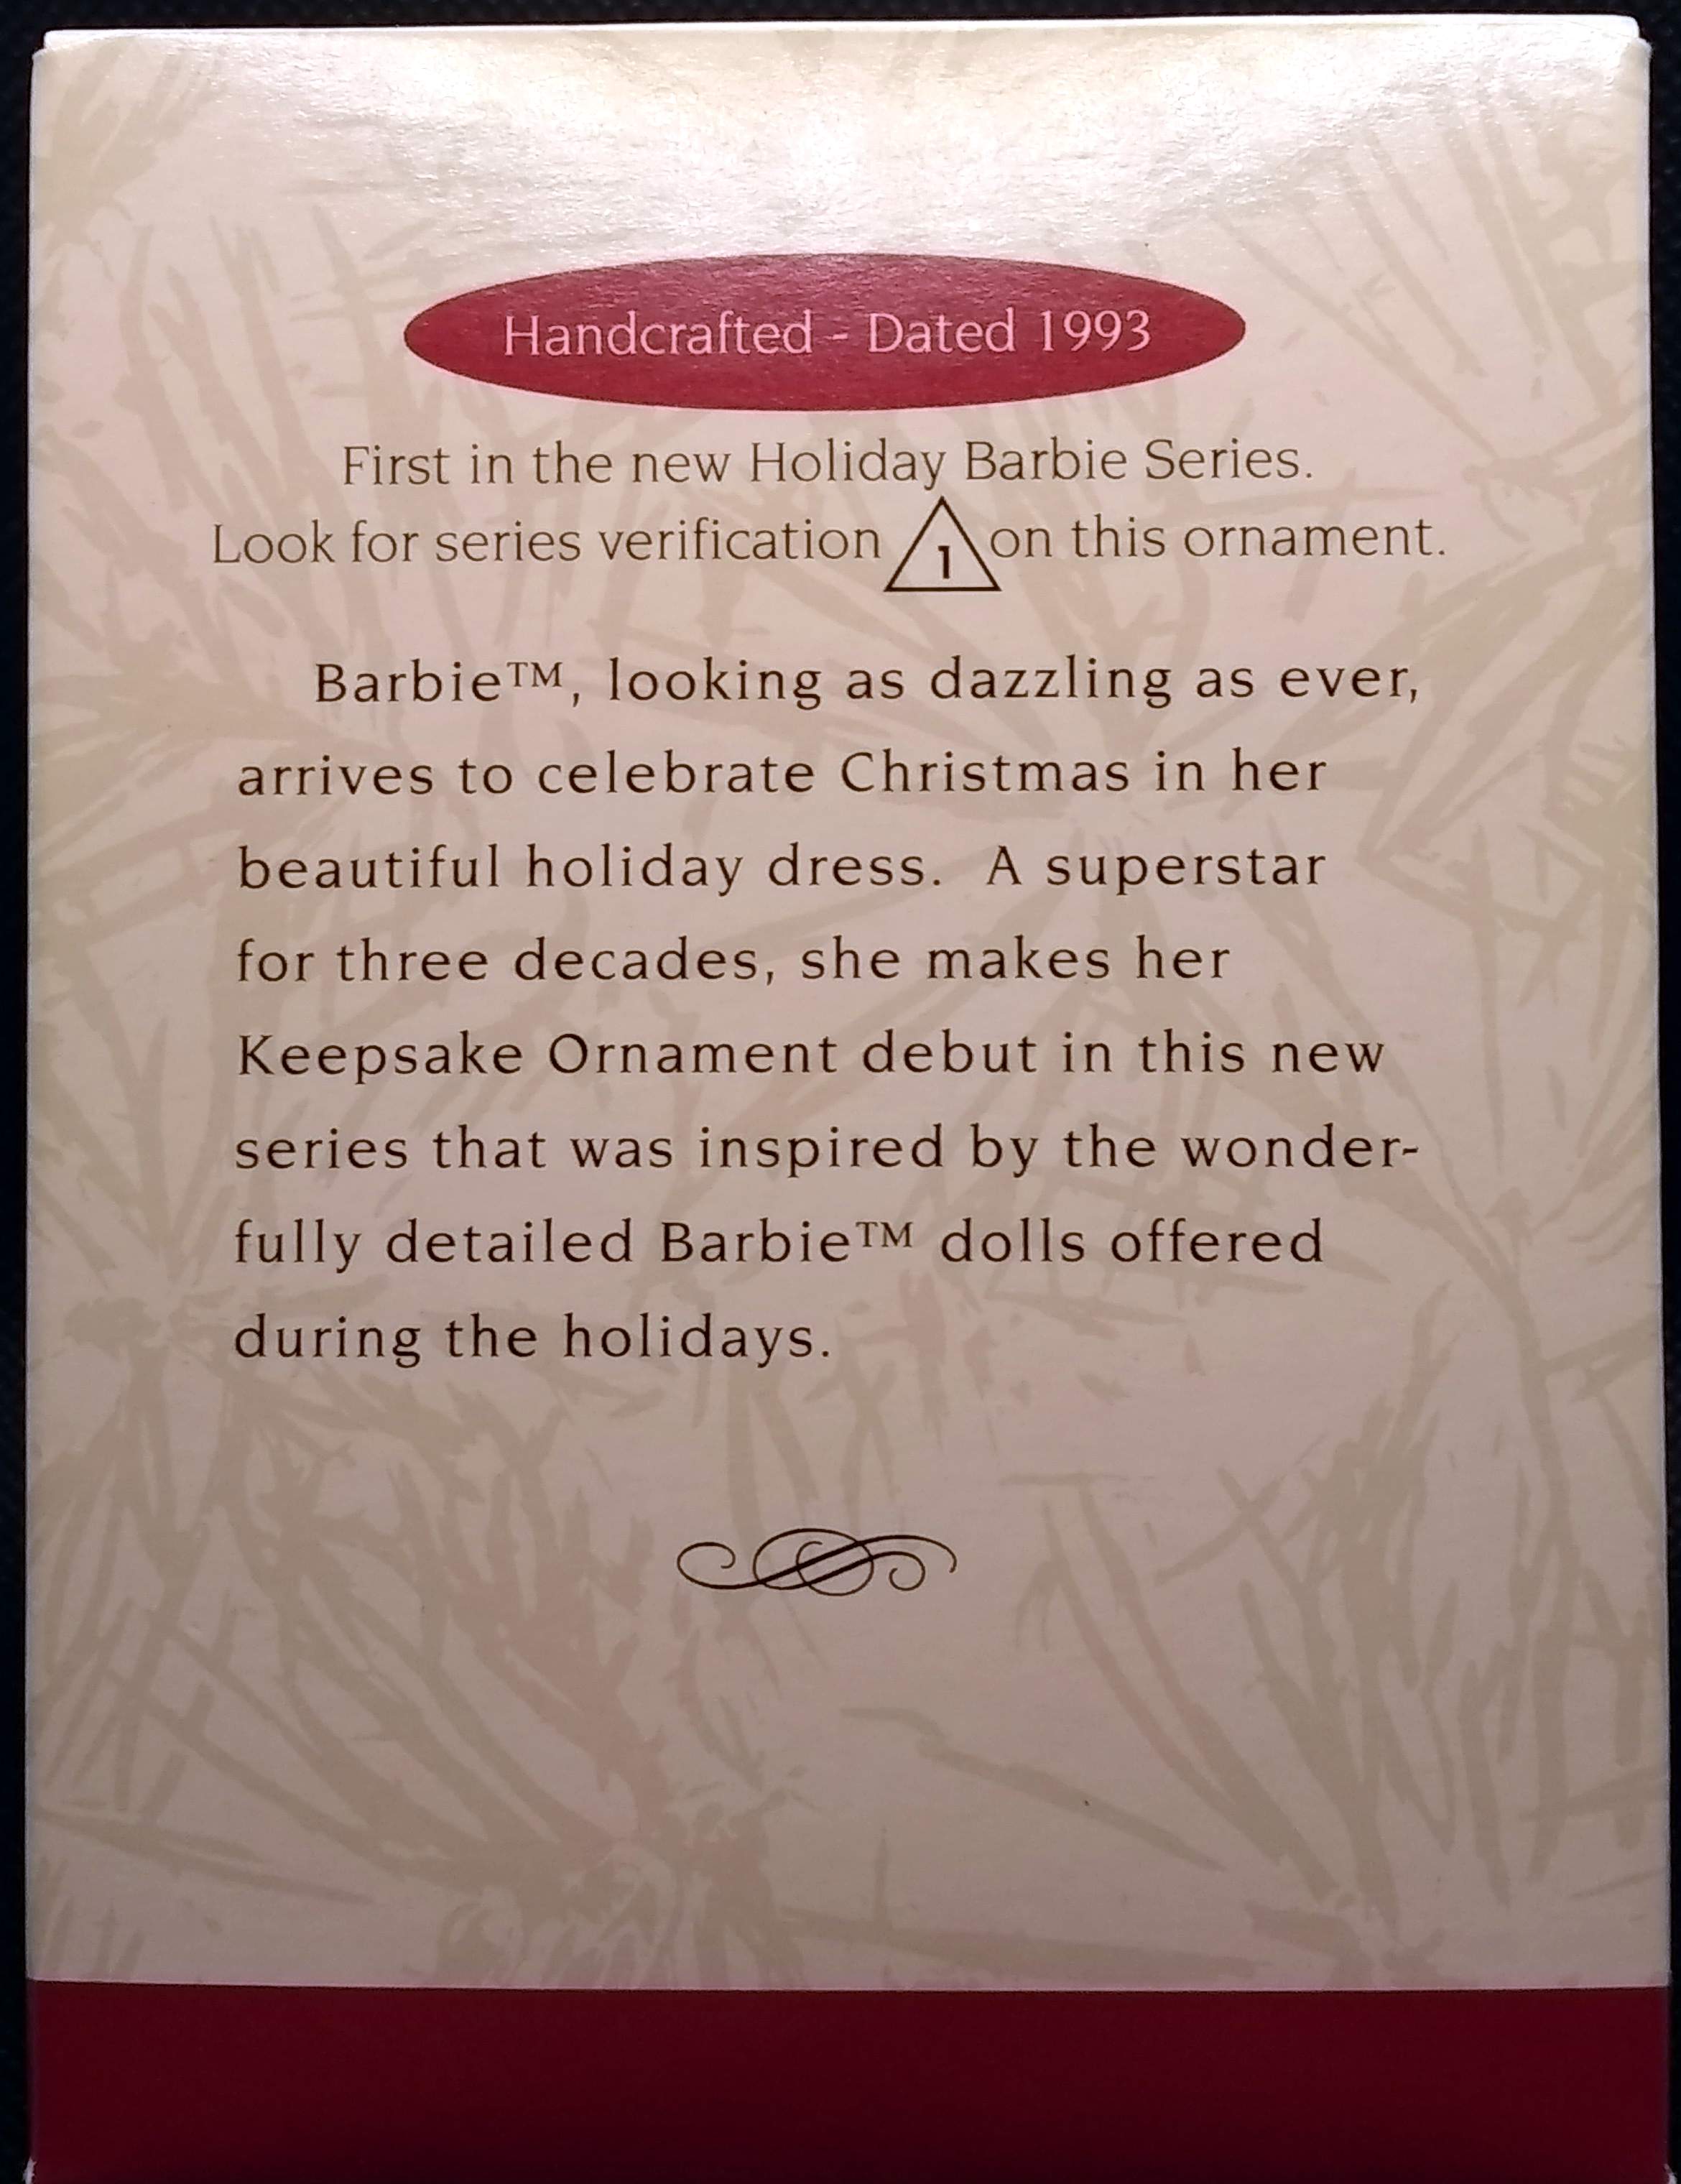 Handcrafted - Dated 1993
First in the new Holiday Barbie Series.
Look for series verification 1 on this ornament.
Barbie™, looking as dazzling as ever,
arrives to celebrate Christmas in her
beautiful holiday dress. A superstar
for three decades, she makes her
Keepsake Ornament debut in this new
series that was inspired by the wonder-
fully detailed Barbie™ dolls offered
during the holidays.